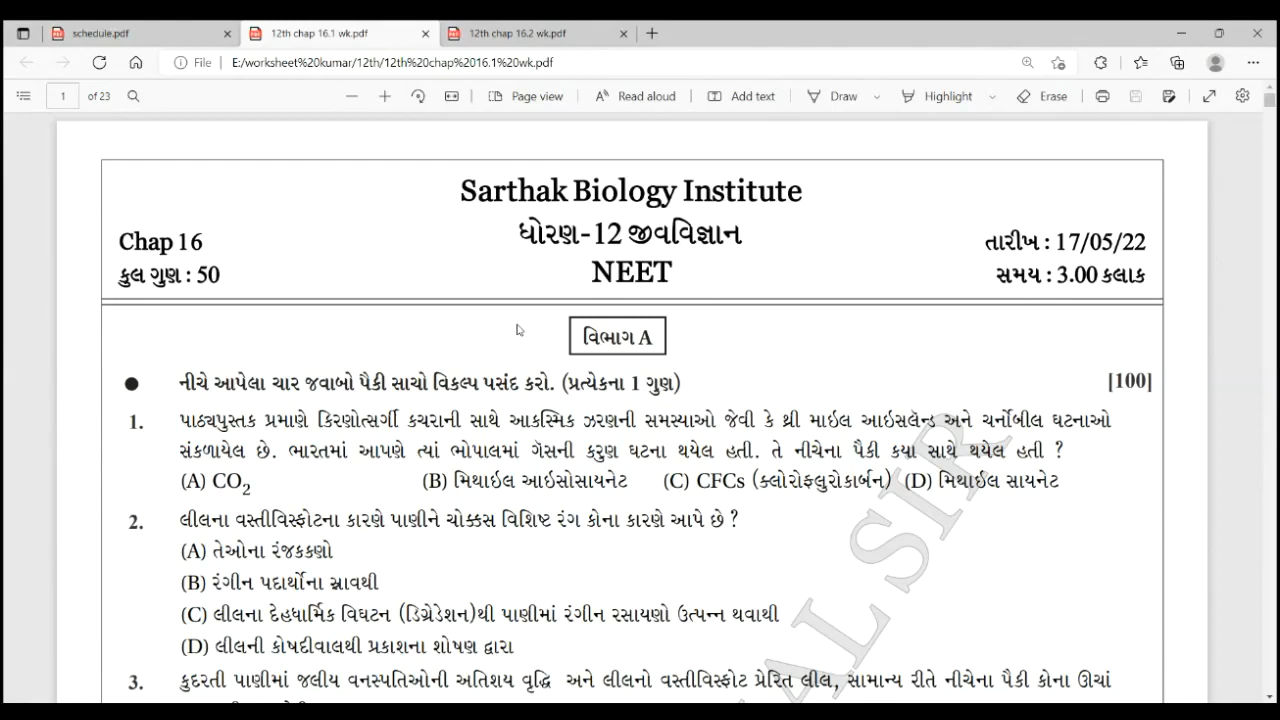 schedule.pdf
12th chap 16.1 wk.pdf
12th chap 16.2 wk.pdf
File
E:/worksheet%20kumar/12th/12th%20chap%2016.1%20wk.pdf
1 of 23
Page view
Read aloud
Add text
Draw
Highlight
Erase
Sarthak Biology Institute
ધોરણ-12 જીવવિજ્ઞાન
Chap 16
તારીખ : 17/05/22
NEET
કુલ ગુણ : 50
સમય : 3.00 કલાક
વિભાગ A
● નીચે આપેલા ચાર જવાબો પૈકી સાચો વિકલ્પ પસંદ કરો. (પ્રત્યેકના 1 ગુણ) [100]
1. પાઠ્યપુસ્તક પ્રમાણે કિરણોત્સર્ગી કચરાની સાથે આકસ્મિક ઝરણની સમસ્યાઓ જેવી કે થ્રી માઇલ આઇસલૅન્ડ અને ચર્નોબીલ ઘટનાઓ
સંકળાયેલ છે. ભારતમાં આપણે ત્યાં ભોપાલમાં ગૅસની કરુણ ઘટના થયેલ હતી. તે નીચેના પૈકી કયા સાથે થયેલ હતી ?
(A) CO2 (B) મિથાઇલ આઇસોસાયનેટ (C) CFCs (ક્લોરોફ્લુરોકાર્બન) (D) મિથાઈલ સાયનેટ
2. લીલના વસ્તીવિસ્ફોટના કારણે પાણીને ચોક્કસ વિશિષ્ટ રંગ કોના કારણે આપે છે ?
(A) તેઓના રંજકકણો
(B) રંગીન પદાર્થોના સ્રાવથી
(C) લીલના દેહધાર્મિક વિઘટન (ડિગ્રેડેશન)થી પાણીમાં રંગીન રસાયણો ઉત્પન્ન થવાથી
(D) લીલની કોષદીવાલથી પ્રકાશના શોષણ દ્વારા
3. કુદરતી પાણીમાં જલીય વનસ્પતિઓની અતિશય વૃદ્ધિ અને લીલનો વસ્તીવિસ્ફોટ પ્રેરિત લીલ, સામાન્ય રીતે નીચેના પૈકી કોના ઊંચાં